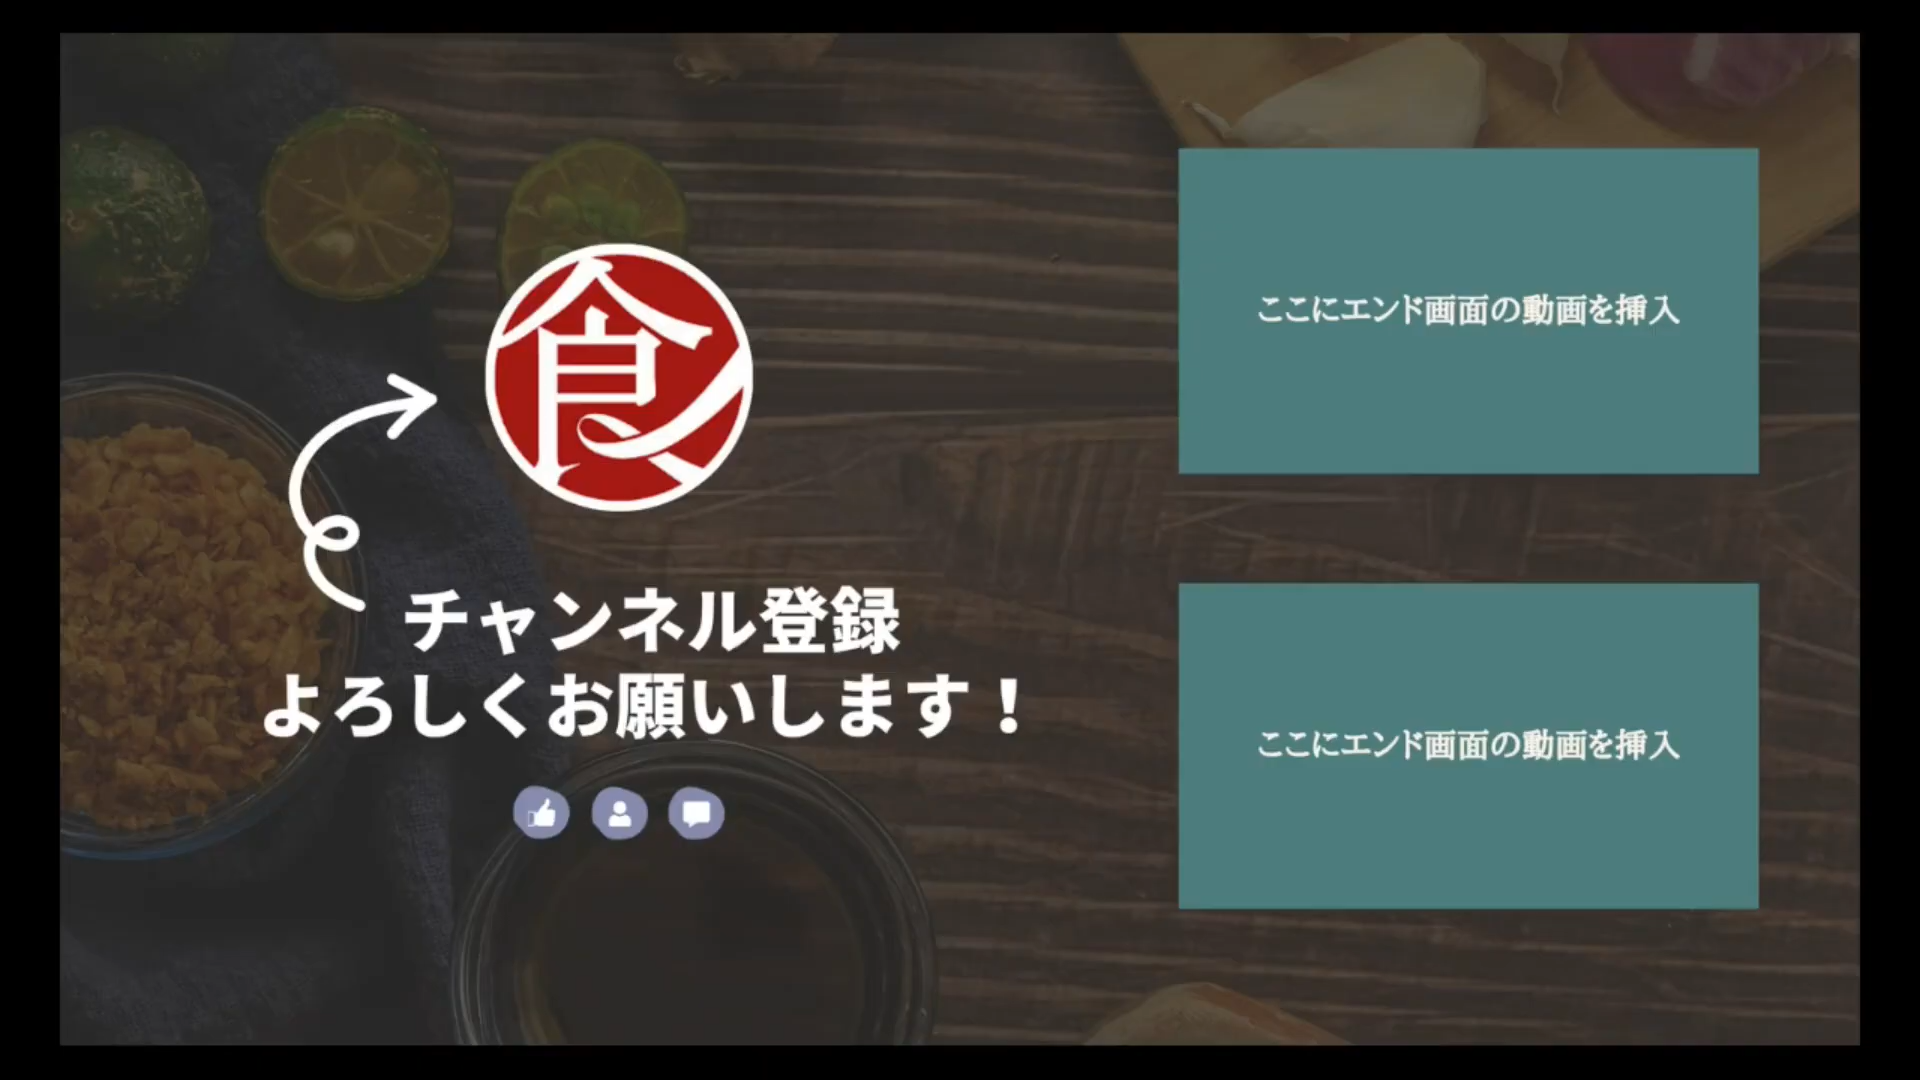 食
チャンネル登録
よろしくお願いします！
ここにエンド画面の動画を挿入
ここにエンド画面の動画を挿入